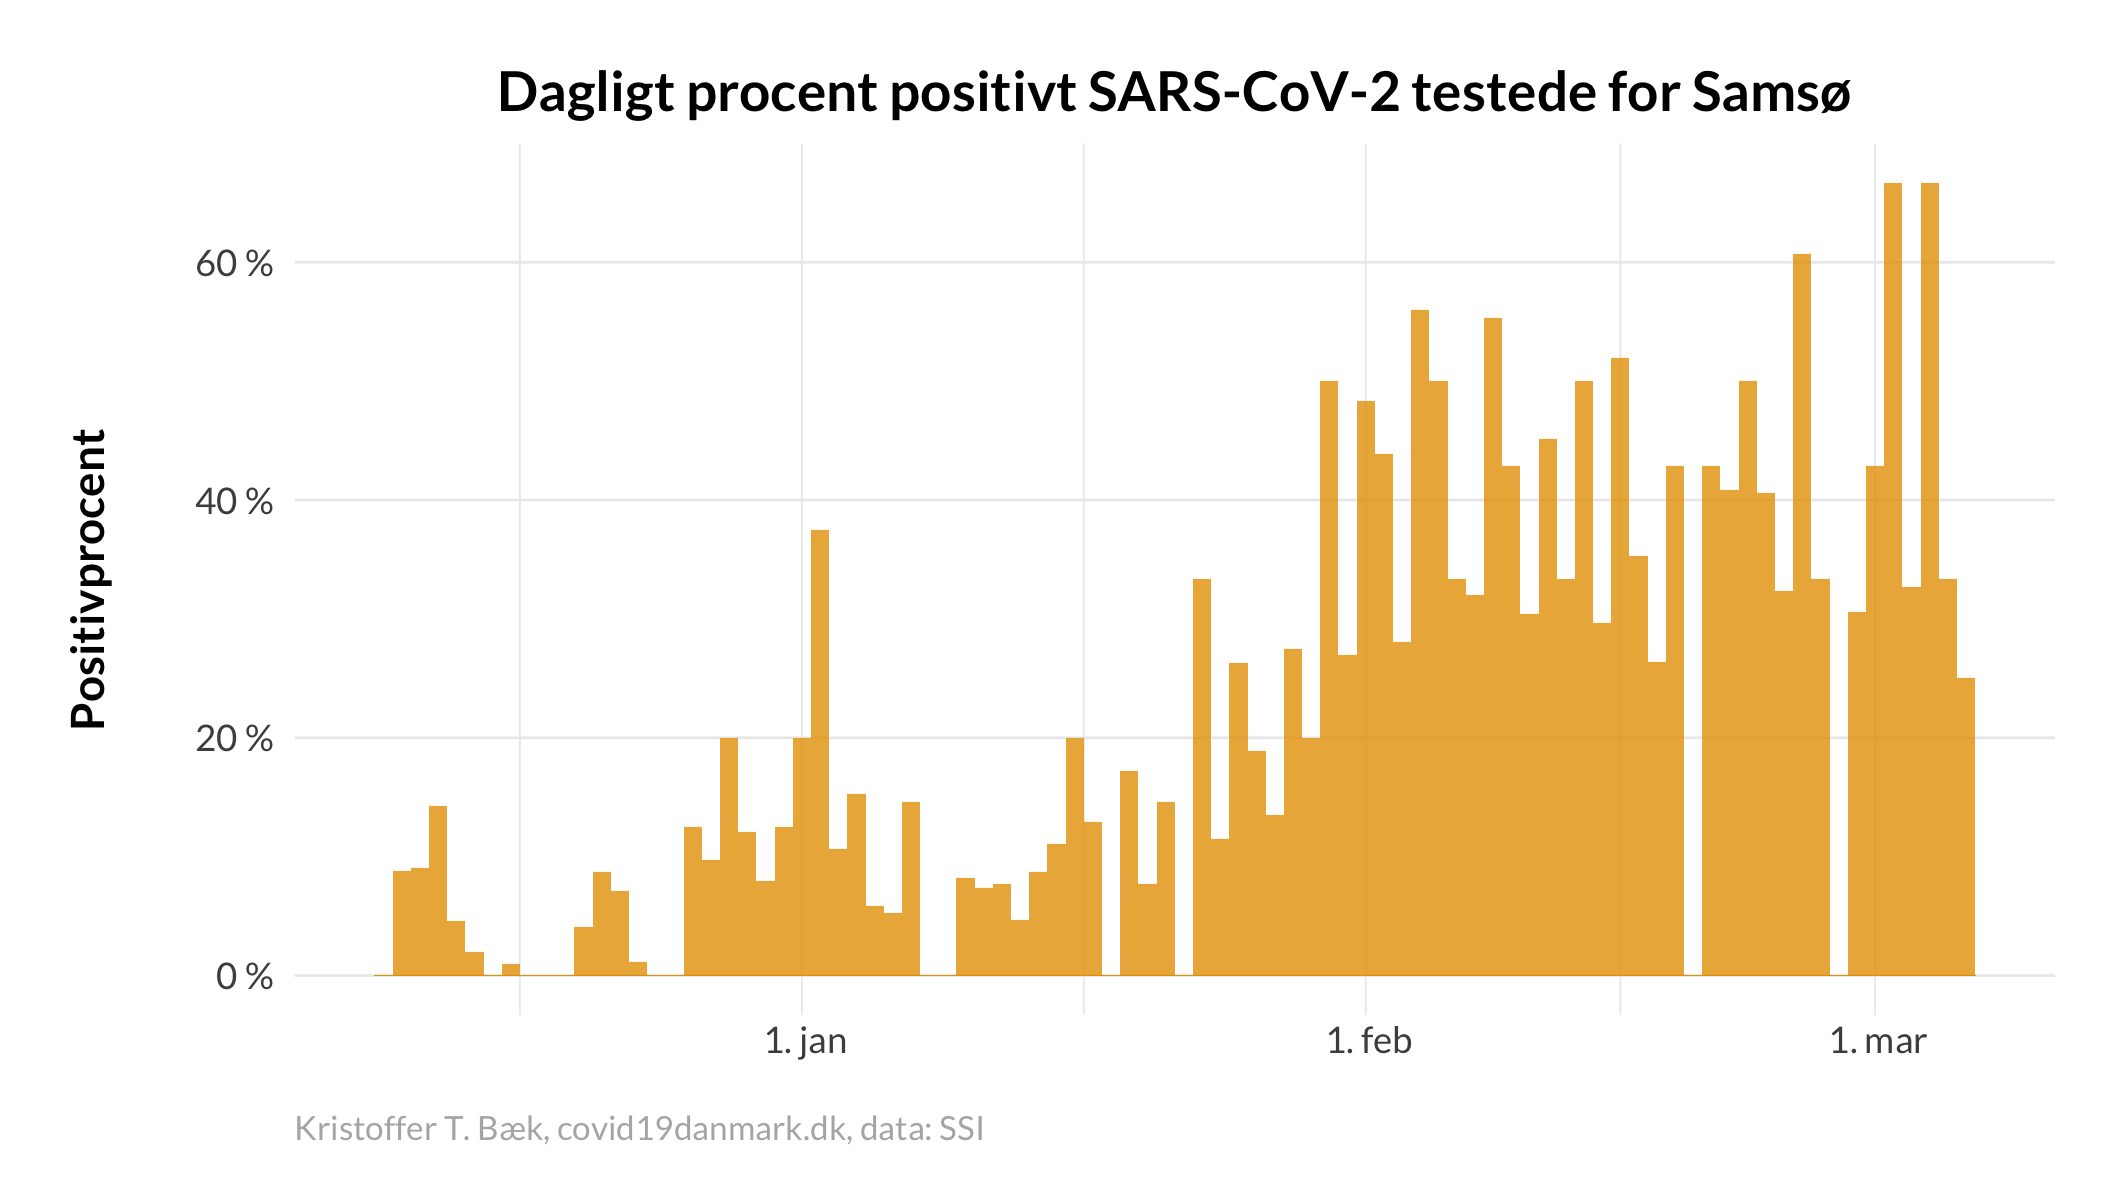 Dagligt procent positivt SARS-CoV-2 testede for Samsø
Positivprocent
60 %
40 %
20 %
0 %
1. jan
1. feb
1. mar
Kristoffer T. Bæk, covid19danmark.dk, data: SSI